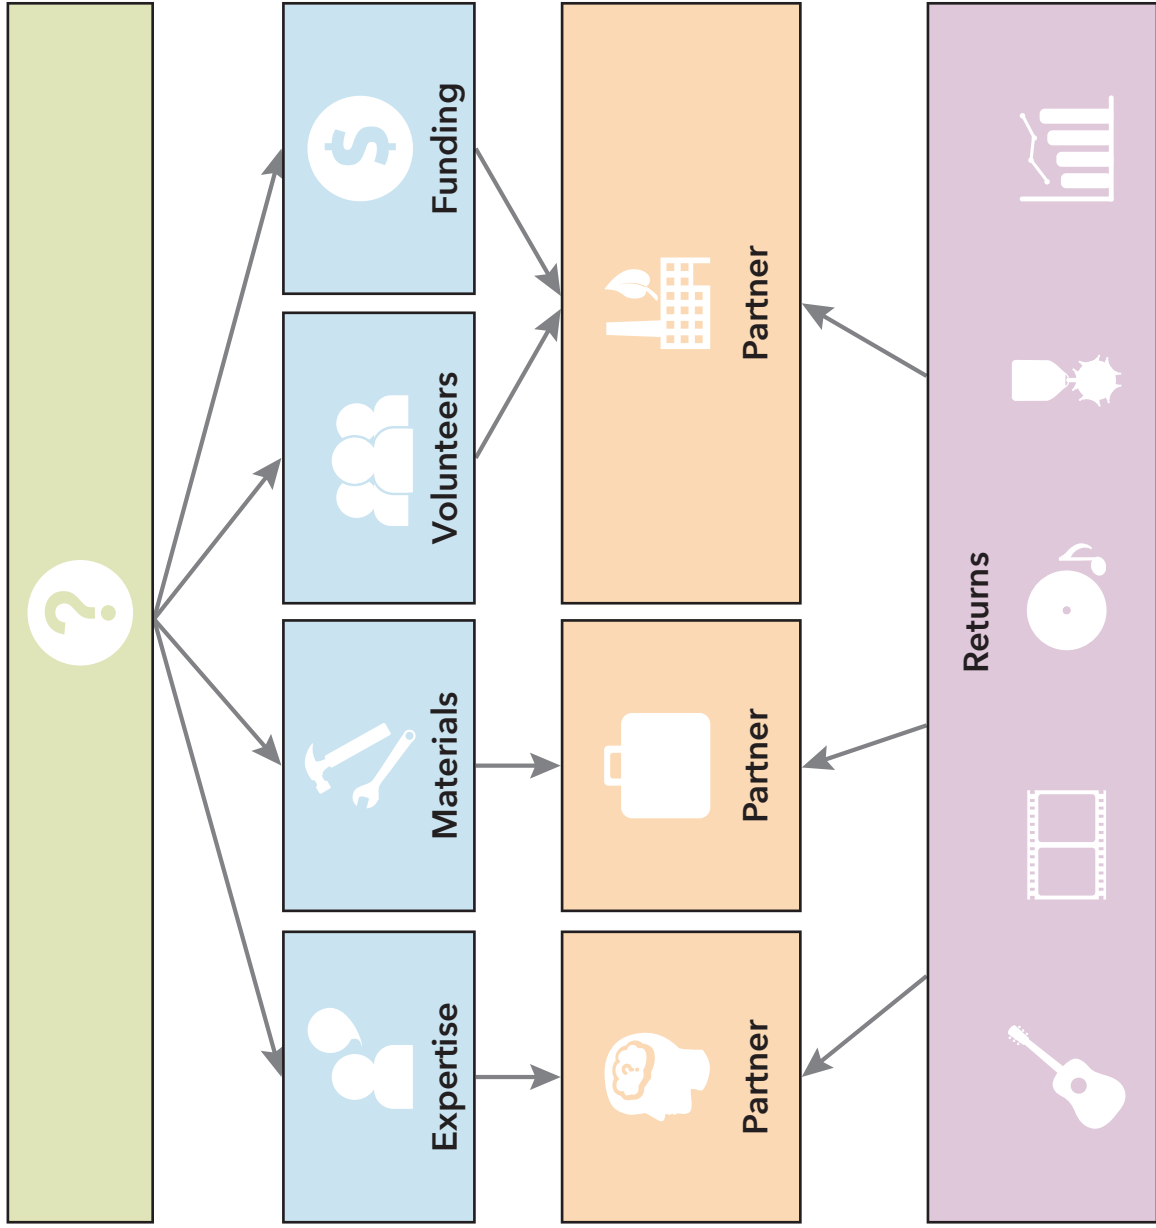 ?
Expertise
Materials
Volunteers
$
Funding
Partner
Partner
Partner
Returns